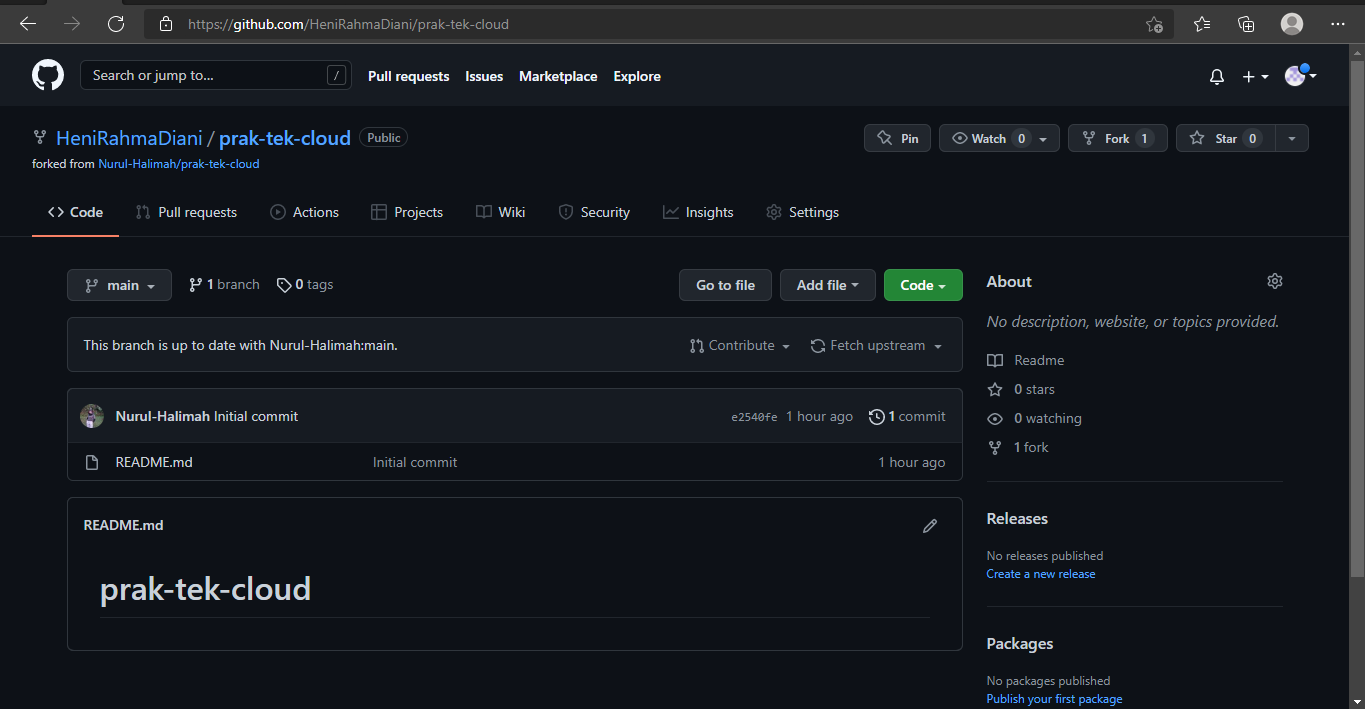 https://github.com/HeniRahmaDiani/prak-tek-cloud
Search or jump to... /
Pull requests Issues Marketplace Explore
HeniRahmaDiani / prak-tek-cloud Public
Pin Watch 0 Fork 1 Star 0
forked from Nurul-Halimah/prak-tek-cloud
Code Pull requests Actions Projects Wiki Security Insights Settings
main 1 branch 0 tags Go to file Add file Code
This branch is up to date with Nurul-Halimah:main. Contribute Fetch upstream
Nurul-Halimah Initial commit e2540fe 1 hour ago 1 commit
README.md Initial commit 1 hour ago
README.md
prak-tek-cloud
About
No description, website, or topics provided.
Readme
0 stars
0 watching
1 fork
Releases
No releases published
Create a new release
Packages
No packages published
Publish your first package